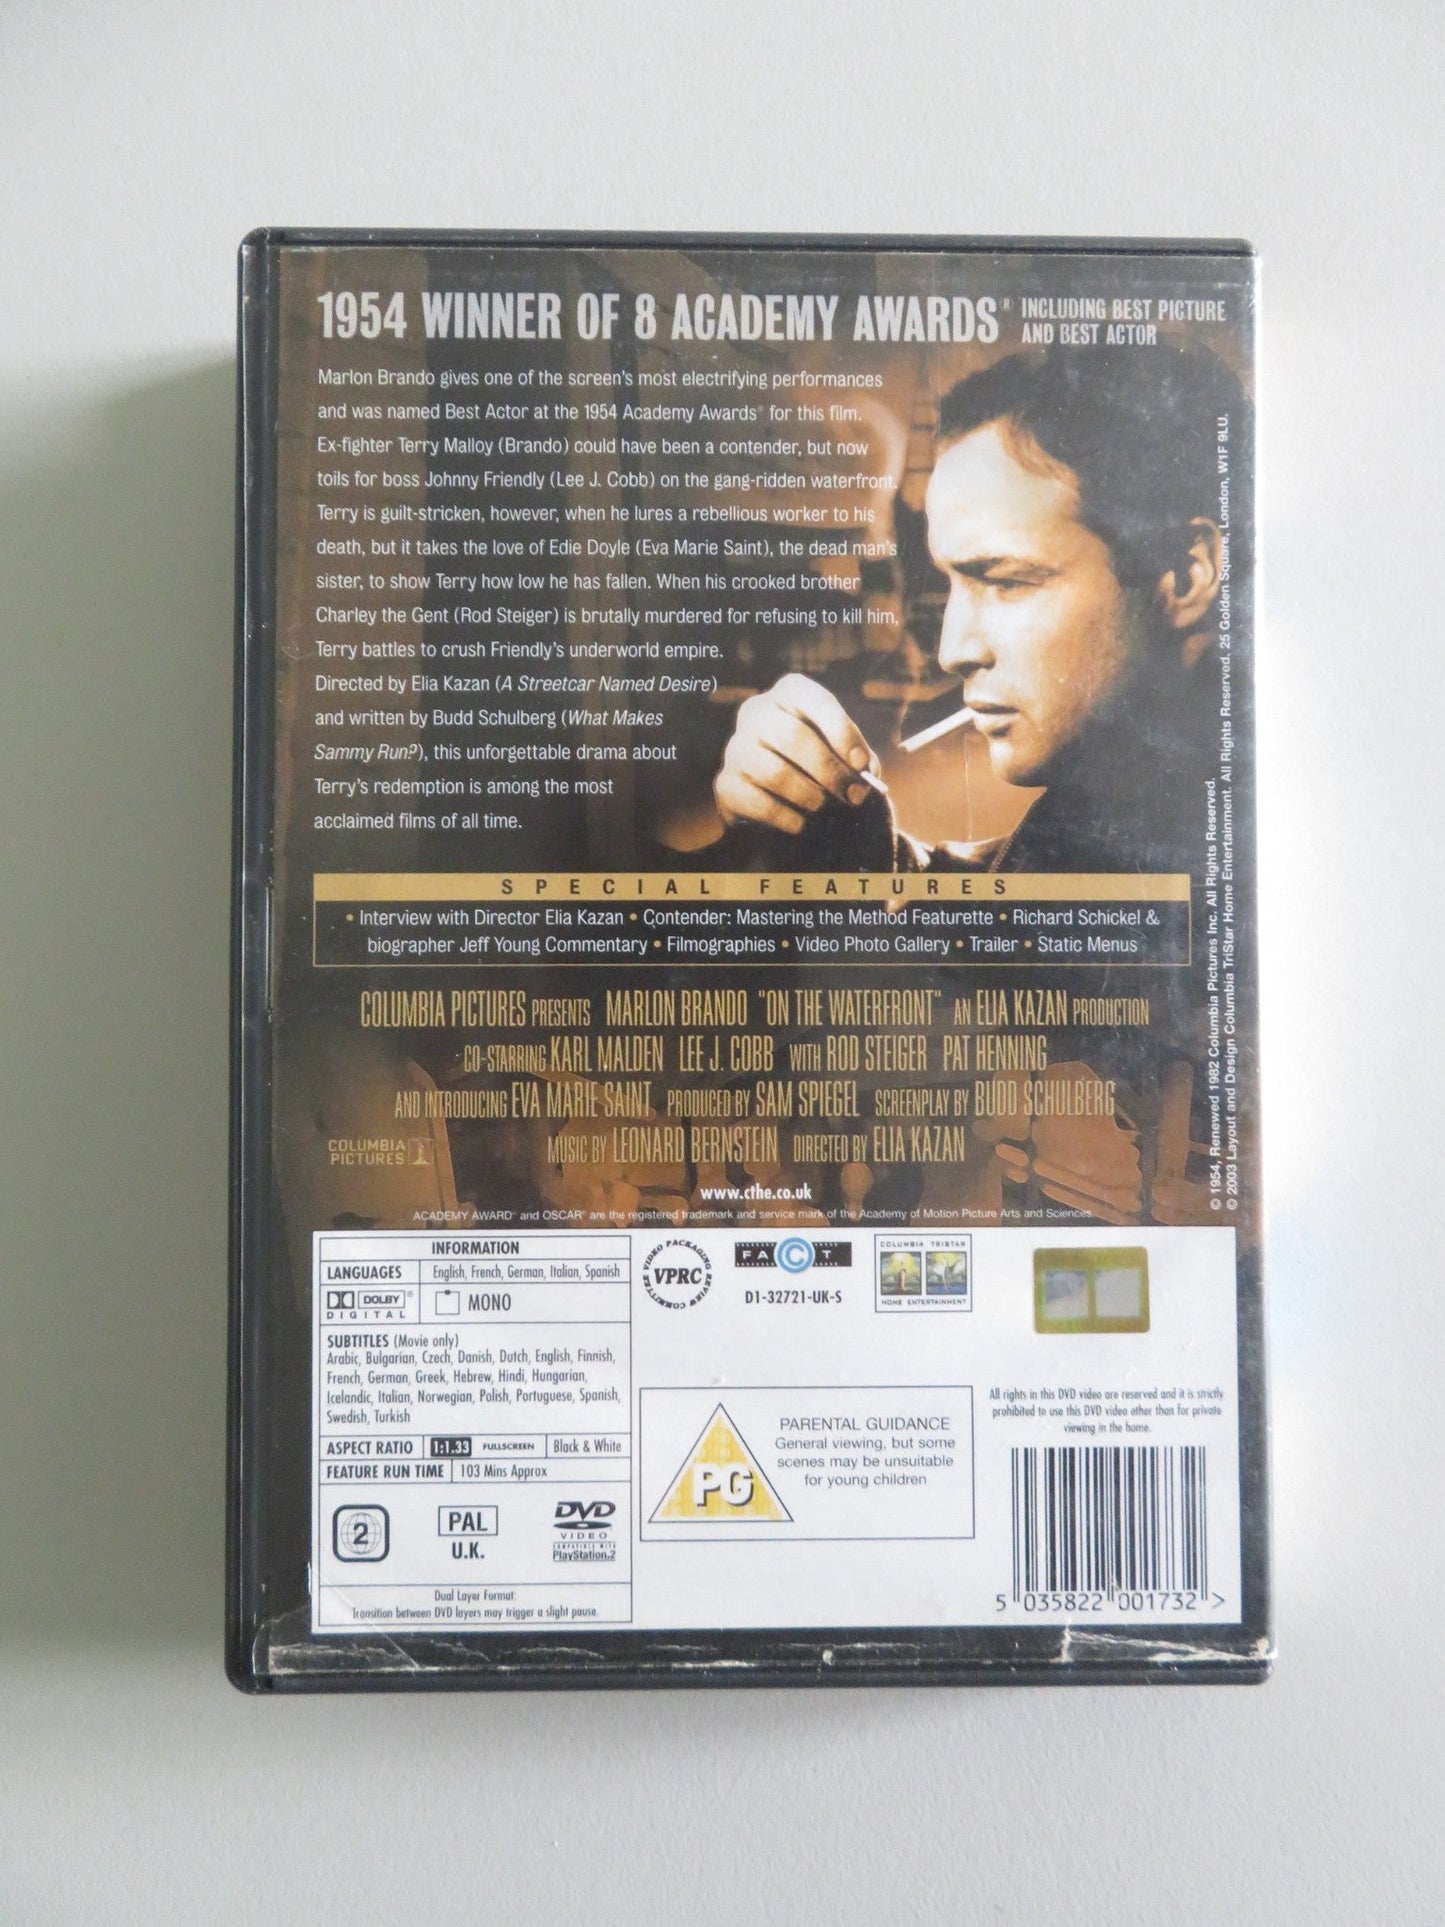 1954 WINNER OF 8 ACADEMY AWARDS® INCLUDING BEST PICTURE
AND BEST ACTOR
Marlon Brando gives one of the screen's most electrifying performances
and was named Best Actor at the 1954 Academy Awards® for this film.
Ex-fighter Terry Malloy (Brando) could have been a contender, but now
toils for boss Johnny Friendly (Lee J. Cobb) on the gang-ridden waterfront.
Terry is guilt-stricken, however, when he lures a rebellious worker to his
death, but it takes the love of Edie Doyle (Eva Marie Saint), the dead man's
sister, to show Terry how low he has fallen. When his crooked brother
Charley the Gent (Rod Steiger) is brutally murdered for refusing to kill him,
Terry battles to crush Friendly's underworld empire.
Directed by Elia Kazan (A Streetcar Named Desire)
and written by Budd Schulberg (What Makes
Sammy Run?), this unforgettable drama about
Terry's redemption is among the most
acclaimed films of all time.
SPECIAL FEATURES
• Interview with Director Elia Kazan • Contender: Mastering the Method Featurette • Richard Schickel &
biographer Jeff Young Commentary • Filmographies • Video Photo Gallery • Trailer • Static Menus
COLUMBIA PICTURES PRESENTS MARLON BRANDO "ON THE WATERFRONT" AN ELIA KAZAN PRODUCTION
CO-STARRING KARL MALDEN LEE J. COBB WITH ROD STEIGER PAT HENNING
AND INTRODUCING EVA MARIE SAINT PRODUCED BY SAM SPIEGEL SCREENPLAY BY BUDD SCHULBERG
MUSIC BY LEONARD BERNSTEIN DIRECTED BY ELIA KAZAN
COLUMBIA
PICTURES
www.cthe.co.uk
ACADEMY AWARD® and OSCAR® are the registered trademark and service mark of the Academy of Motion Picture Arts and Sciences.
© 1954, Renewed 1982 Columbia Pictures Inc. All Rights Reserved.
© 2003 Layout and Design Columbia TriStar Home Entertainment. All Rights Reserved. 25 Golden Square, London, W1F 9LU.
INFORMATION
LANGUAGES English, French, German, Italian, Spanish
DOLBY®
DIGITAL
MONO
SUBTITLES (Movie only)
Arabic, Bulgarian, Czech, Danish, Dutch, English, Finnish,
French, German, Greek, Hebrew, Hindi, Hungarian,
Icelandic, Italian, Norwegian, Polish, Portuguese, Spanish,
Swedish, Turkish
ASPECT RATIO 1:1.33 FULLSCREEN Black & White
FEATURE RUN TIME 103 Mins Approx
2
PAL
U.K.
DVD
VIDEO
COMPATIBLE WITH
PlayStation.2
Dual Layer Format:
Transition between DVD layers may trigger a slight pause.
VIDEO PACKAGING REVIEW COMMITTEE
VPRC
FACT
D1-32721-UK-S
COLUMBIA TRISTAR
HOME ENTERTAINMENT
PG
PARENTAL GUIDANCE
General viewing, but some
scenes may be unsuitable
for young children
All rights in this DVD video are reserved and it is strictly
prohibited to use this DVD video other than for private
viewing in the home.
5 035822 001732 >